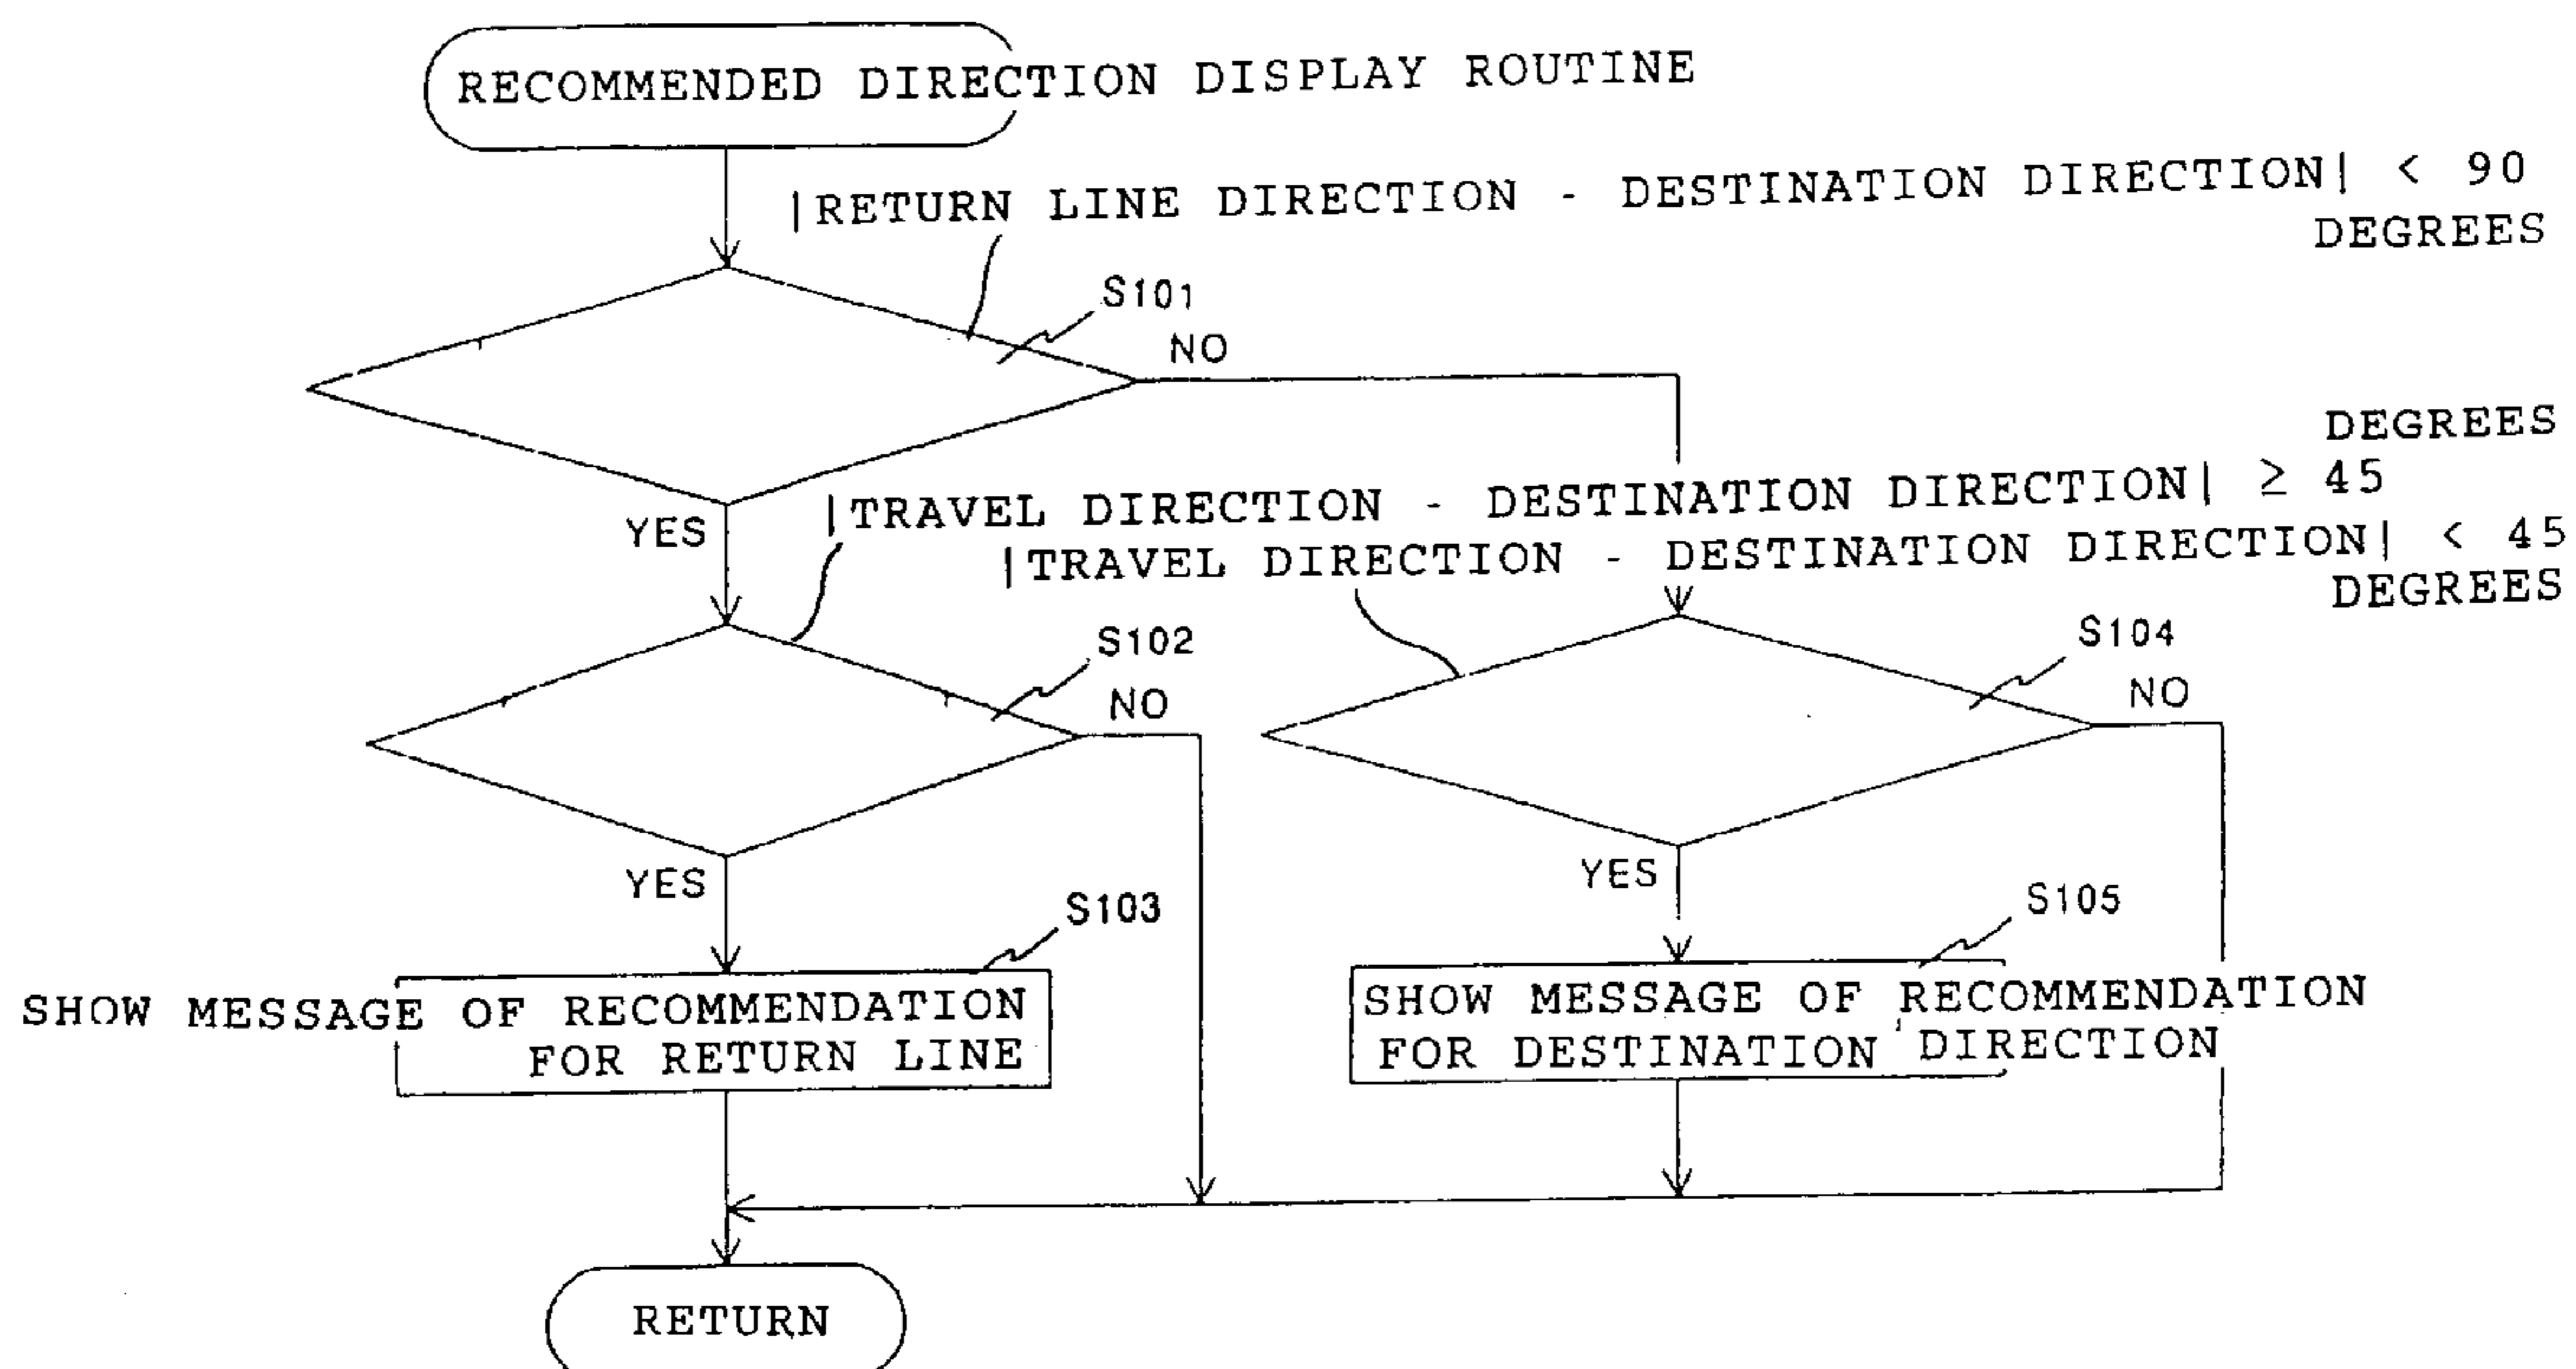 RECOMMENDED DIRECTION DISPLAY ROUTINE
|RETURN LINE DIRECTION - DESTINATION DIRECTION| < 90
DEGREES
S101
NO
YES
DEGREES
|TRAVEL DIRECTION - DESTINATION DIRECTION| ≥ 45
|TRAVEL DIRECTION - DESTINATION DIRECTION| < 45
DEGREES
S102
NO
YES
S104
NO
YES
S103
SHOW MESSAGE OF RECOMMENDATION
FOR RETURN LINE
S105
SHOW MESSAGE OF RECOMMENDATION
FOR DESTINATION DIRECTION
RETURN